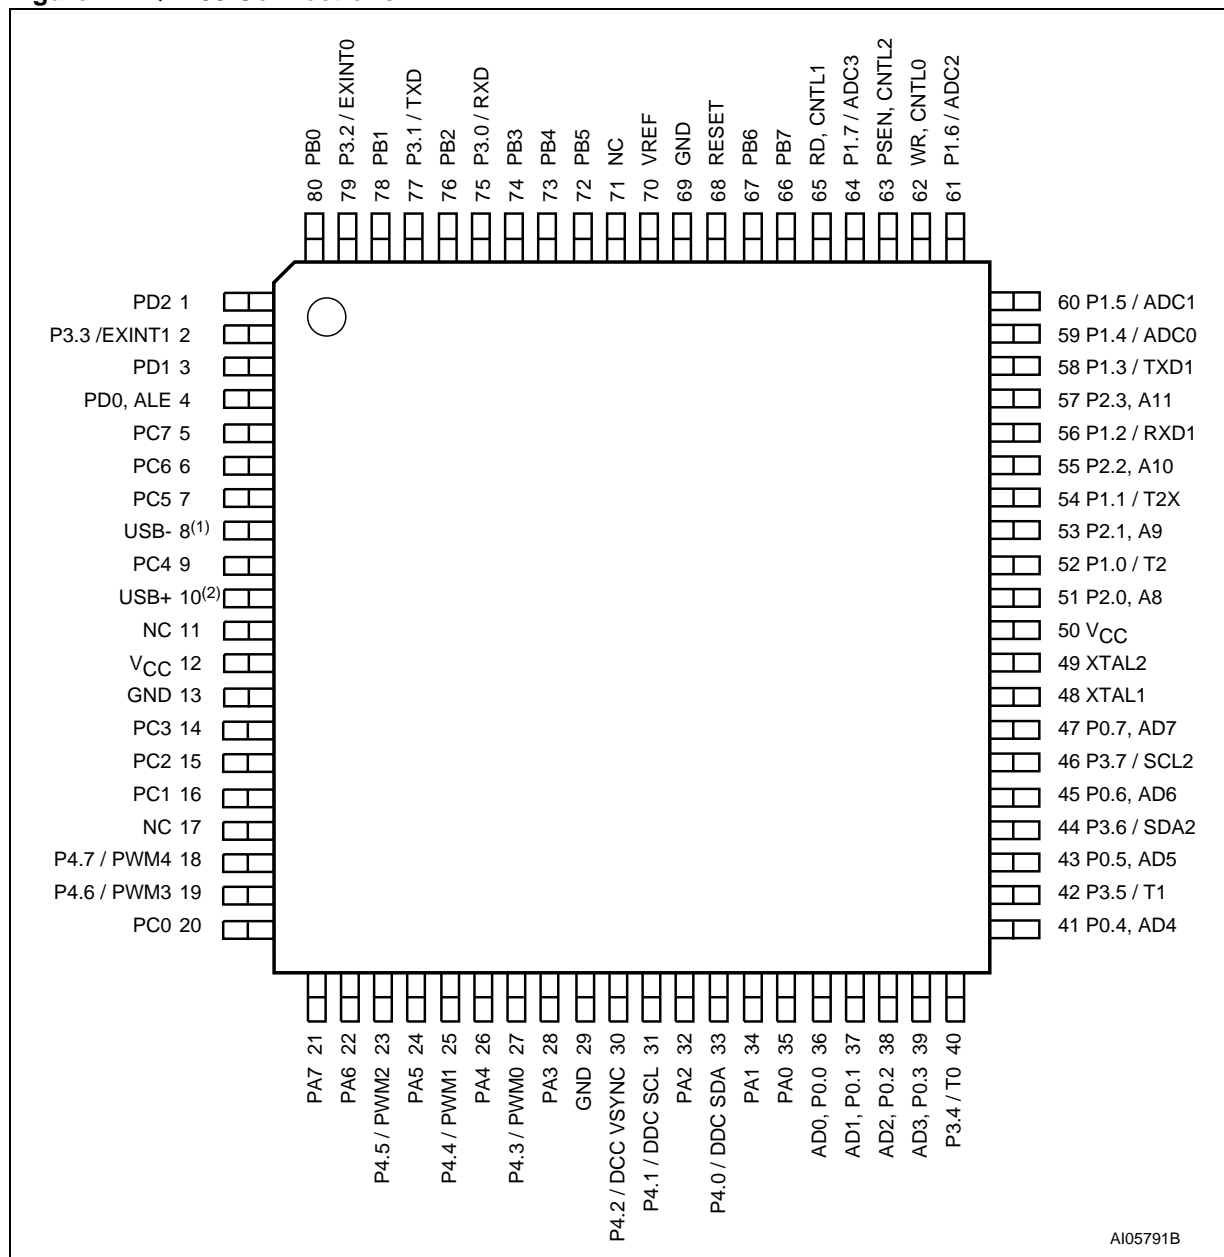 80 PB0
79 P3.2 / EXINT0
78 PB1
77 P3.1 / TXD
76 PB2
75 P3.0 / RXD
74 PB3
73 PB4
72 PB5
71 NC
70 VREF
69 GND
68 RESET
67 PB6
66 PB7
65 RD, CNTL1
64 P1.7 / ADC3
63 PSEN, CNTL2
62 WR, CNTL0
61 P1.6 / ADC2
PD2 1
P3.3 /EXINT1 2
PD1 3
PD0, ALE 4
PC7 5
PC6 6
PC5 7
USB- 8(1)
PC4 9
USB+ 10(2)
NC 11
VCC 12
GND 13
PC3 14
PC2 15
PC1 16
NC 17
P4.7 / PWM4 18
P4.6 / PWM3 19
PC0 20
60 P1.5 / ADC1
59 P1.4 / ADC0
58 P1.3 / TXD1
57 P2.3, A11
56 P1.2 / RXD1
55 P2.2, A10
54 P1.1 / T2X
53 P2.1, A9
52 P1.0 / T2
51 P2.0, A8
50 VCC
49 XTAL2
48 XTAL1
47 P0.7, AD7
46 P3.7 / SCL2
45 P0.6, AD6
44 P3.6 / SDA2
43 P0.5, AD5
42 P3.5 / T1
41 P0.4, AD4
PA7 21
PA6 22
P4.5 / PWM2 23
PA5 24
P4.4 / PWM1 25
PA4 26
P4.3 / PWM0 27
PA3 28
GND 29
P4.2 / DCC VSYNC 30
P4.1 / DDC SCL 31
PA2 32
P4.0 / DDC SDA 33
PA1 34
PA0 35
AD0, P0.0 36
AD1, P0.1 37
AD2, P0.2 38
AD3, P0.3 39
P3.4 / T0 40
AI05791B